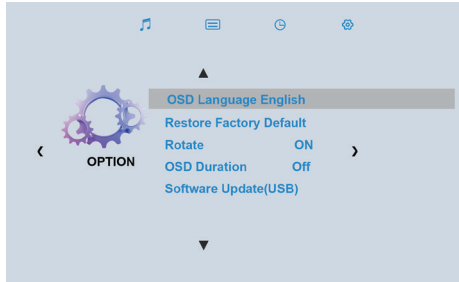 OSD Language English
Restore Factory Default
Rotate ON
OPTION
OSD Duration Off
Software Update(USB)